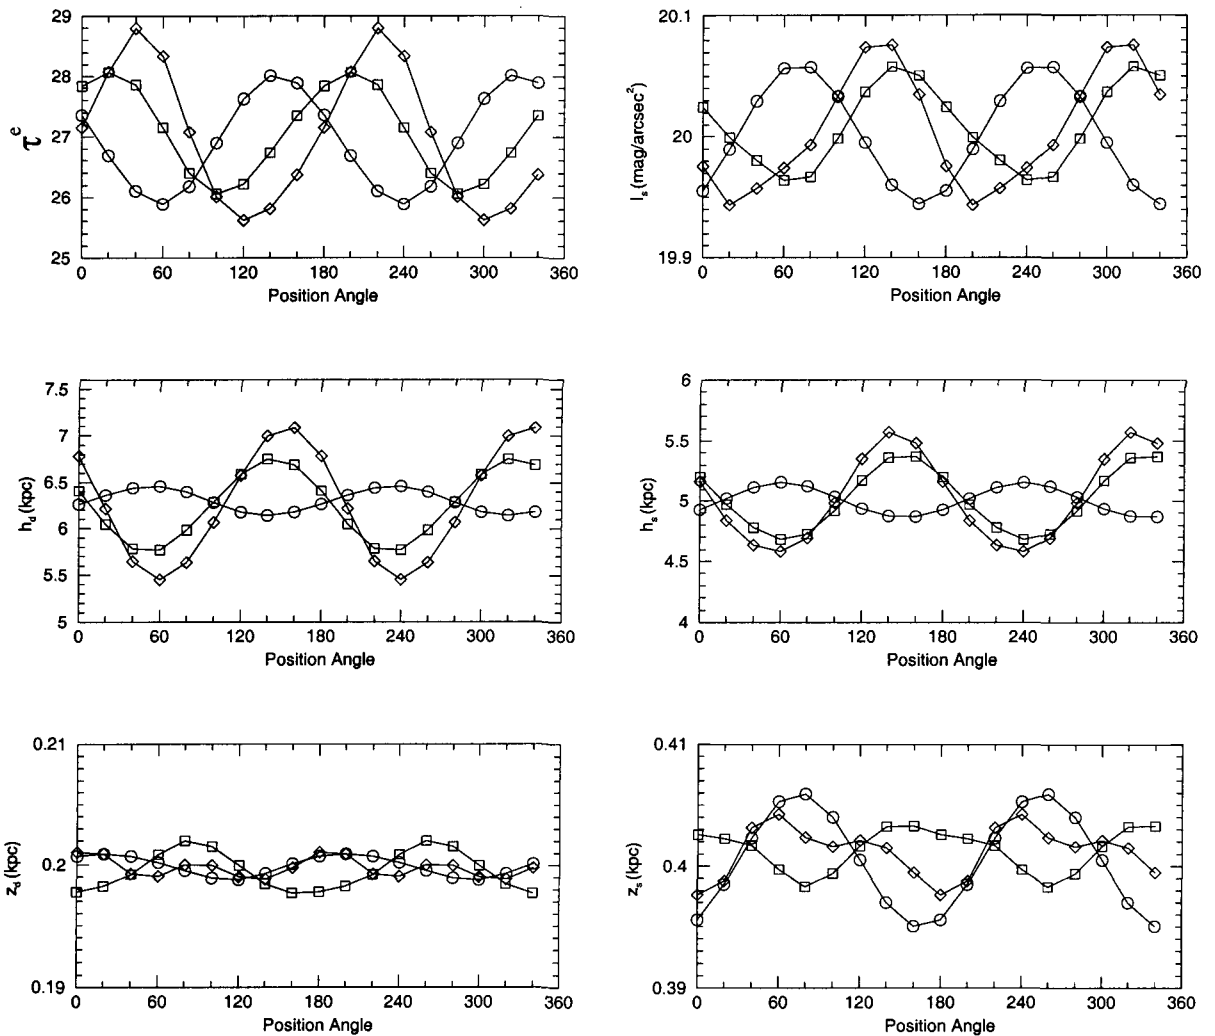 29
28
27
26
25
τᵉ
0 60 120 180 240 300 360
Position Angle
20.1
20
19.9
I_s (mag/arcsec²)
0 60 120 180 240 300 360
Position Angle
7.5
7
6.5
6
5.5
5
h_d (kpc)
0 60 120 180 240 300 360
Position Angle
6
5.5
5
4.5
4
h_s (kpc)
0 60 120 180 240 300 360
Position Angle
0.21
0.2
0.19
z_d (kpc)
0 60 120 180 240 300 360
Position Angle
0.41
0.4
0.39
z_s (kpc)
0 60 120 180 240 300 360
Position Angle